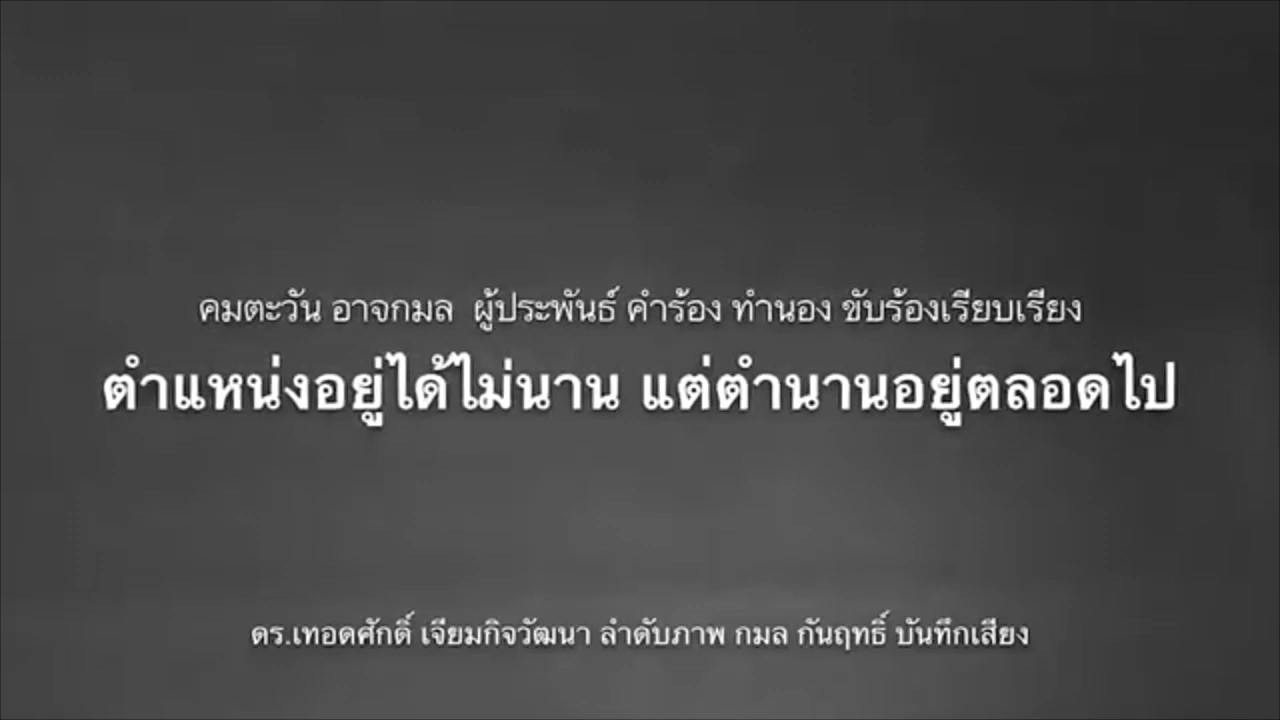 คมตะวัน อาจกมล ผู้ประพันธ์ คำร้อง ทำนอง ขับร้องเรียบเรียง
ตำแหน่งอยู่ได้ไม่นาน แต่ตำนานอยู่ตลอดไป
ดร.เทอดศักดิ์ เจียมกิจวัฒนา ลำดับภาพ กมล กันฤทธิ์ บันทึกเสียง